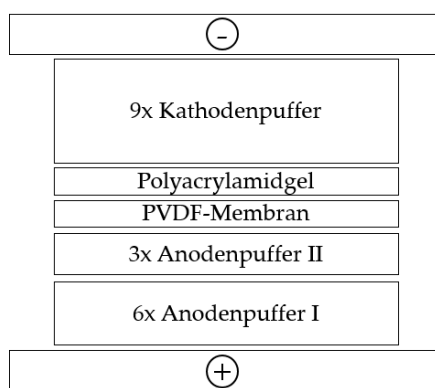 -
9x Kathodenpuffer
Polyacrylamidgel
PVDF-Membran
3x Anodenpuffer II
6x Anodenpuffer I
+